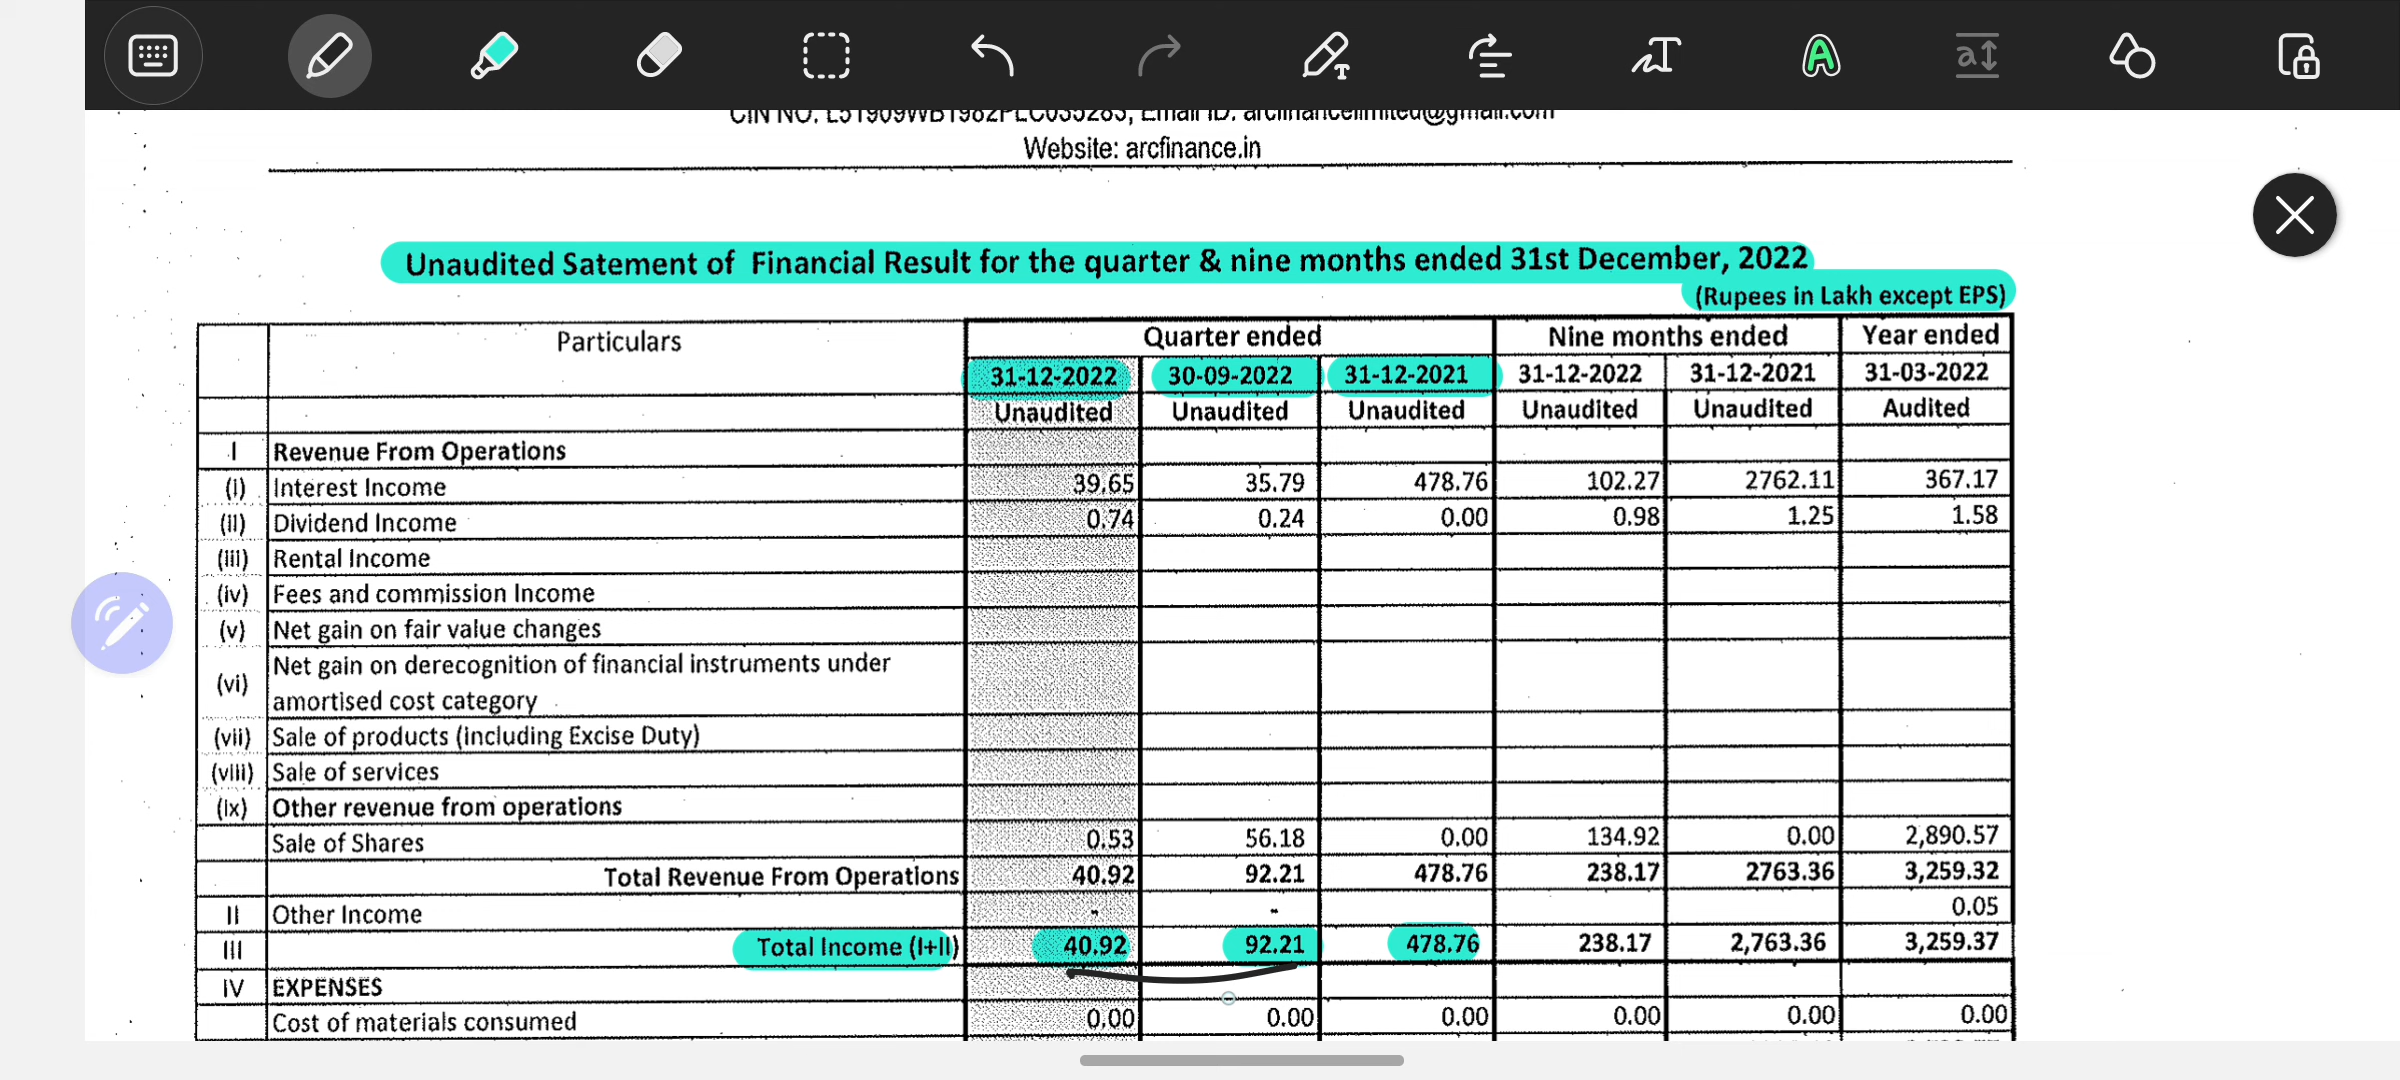 Website: arcfinance.in
Unaudited Satement of Financial Result for the quarter & nine months ended 31st December, 2022
(Rupees in Lakh except EPS)
Particulars Quarter ended Nine months ended Year ended
31-12-2022 30-09-2022 31-12-2021 31-12-2022 31-12-2021 31-03-2022
Unaudited Unaudited Unaudited Unaudited Unaudited Audited
I Revenue From Operations
(i) Interest Income 39.65 35.79 478.76 102.27 2762.11 367.17
(ii) Dividend Income 0.74 0.24 0.00 0.98 1.25 1.58
(iii) Rental Income
(iv) Fees and commission Income
(v) Net gain on fair value changes
(vi) Net gain on derecognition of financial instruments under
amortised cost category
(vii) Sale of products (including Excise Duty)
(viii) Sale of services
(ix) Other revenue from operations
Sale of Shares 0.53 56.18 0.00 134.92 0.00 2,890.57
Total Revenue From Operations 40.92 92.21 478.76 238.17 2763.36 3,259.32
II Other Income - - 0.05
III Total Income (I+II) 40.92 92.21 478.76 238.17 2,763.36 3,259.37
IV EXPENSES
Cost of materials consumed 0.00 0.00 0.00 0.00 0.00 0.00